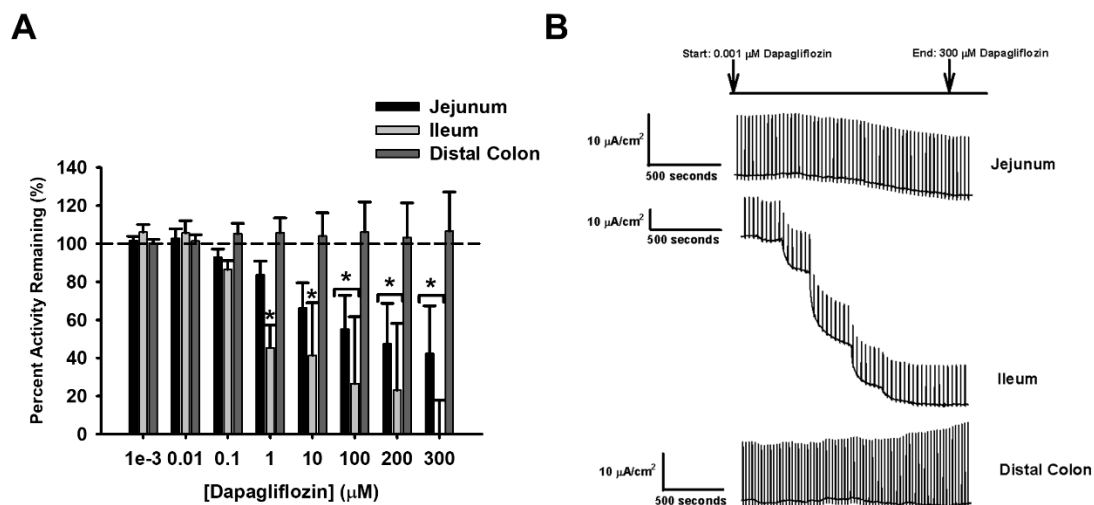 A
Jejunum
Ileum
Distal Colon
Percent Activity Remaining (%)
140
120
100
80
60
40
20
0
* * * * *
1e-3 0.01 0.1 1 10 100 200 300
[Dapagliflozin] (μM)
B
Start: 0.001 μM Dapagliflozin
End: 300 μM Dapagliflozin
10 μA/cm²
500 seconds
Jejunum
10 μA/cm²
500 seconds
Ileum
10 μA/cm²
500 seconds
Distal Colon